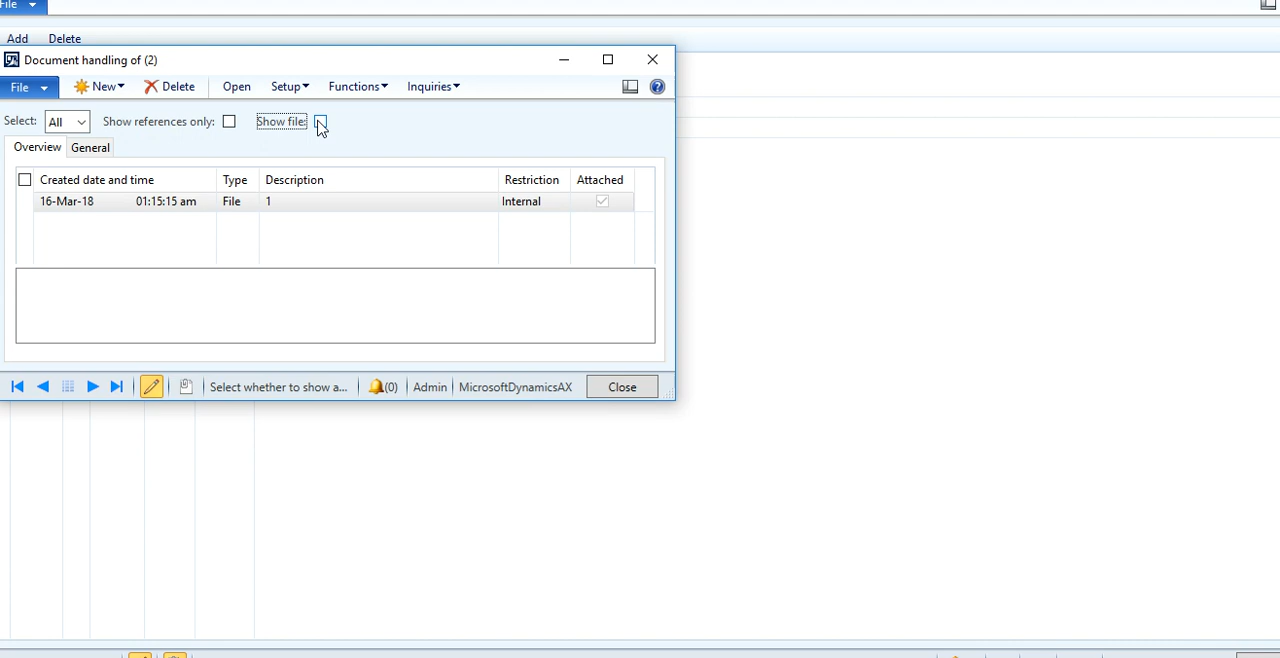 File
Add Delete
Document handling of (2)
File New Delete Open Setup Functions Inquiries
Select: All Show references only: Show file:
Overview General
Created date and time Type Description Restriction Attached
16-Mar-18 01:15:15 am File 1 Internal
Select whether to show a... (0) Admin MicrosoftDynamicsAX Close